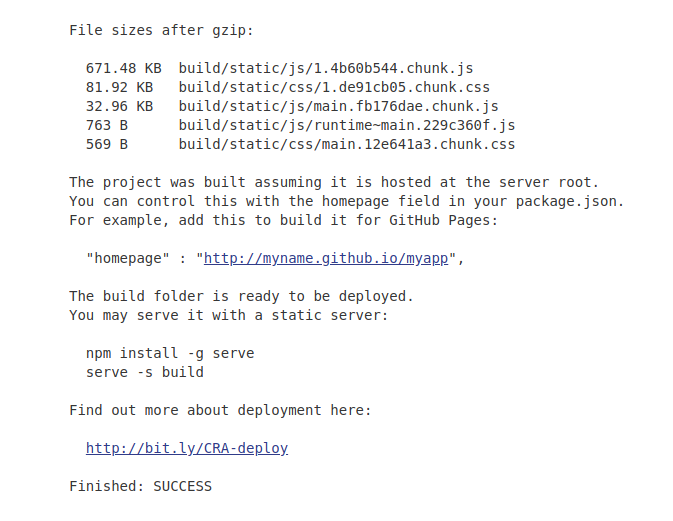 File sizes after gzip:
671.48 KB  build/static/js/1.4b60b544.chunk.js
81.92 KB   build/static/css/1.de91cb05.chunk.css
32.96 KB   build/static/js/main.fb176dae.chunk.js
763 B      build/static/js/runtime~main.229c360f.js
569 B      build/static/css/main.12e641a3.chunk.css
The project was built assuming it is hosted at the server root.
You can control this with the homepage field in your package.json.
For example, add this to build it for GitHub Pages:
"homepage" : "http://myname.github.io/myapp",
The build folder is ready to be deployed.
You may serve it with a static server:
npm install -g serve
serve -s build
Find out more about deployment here:
http://bit.ly/CRA-deploy
Finished: SUCCESS